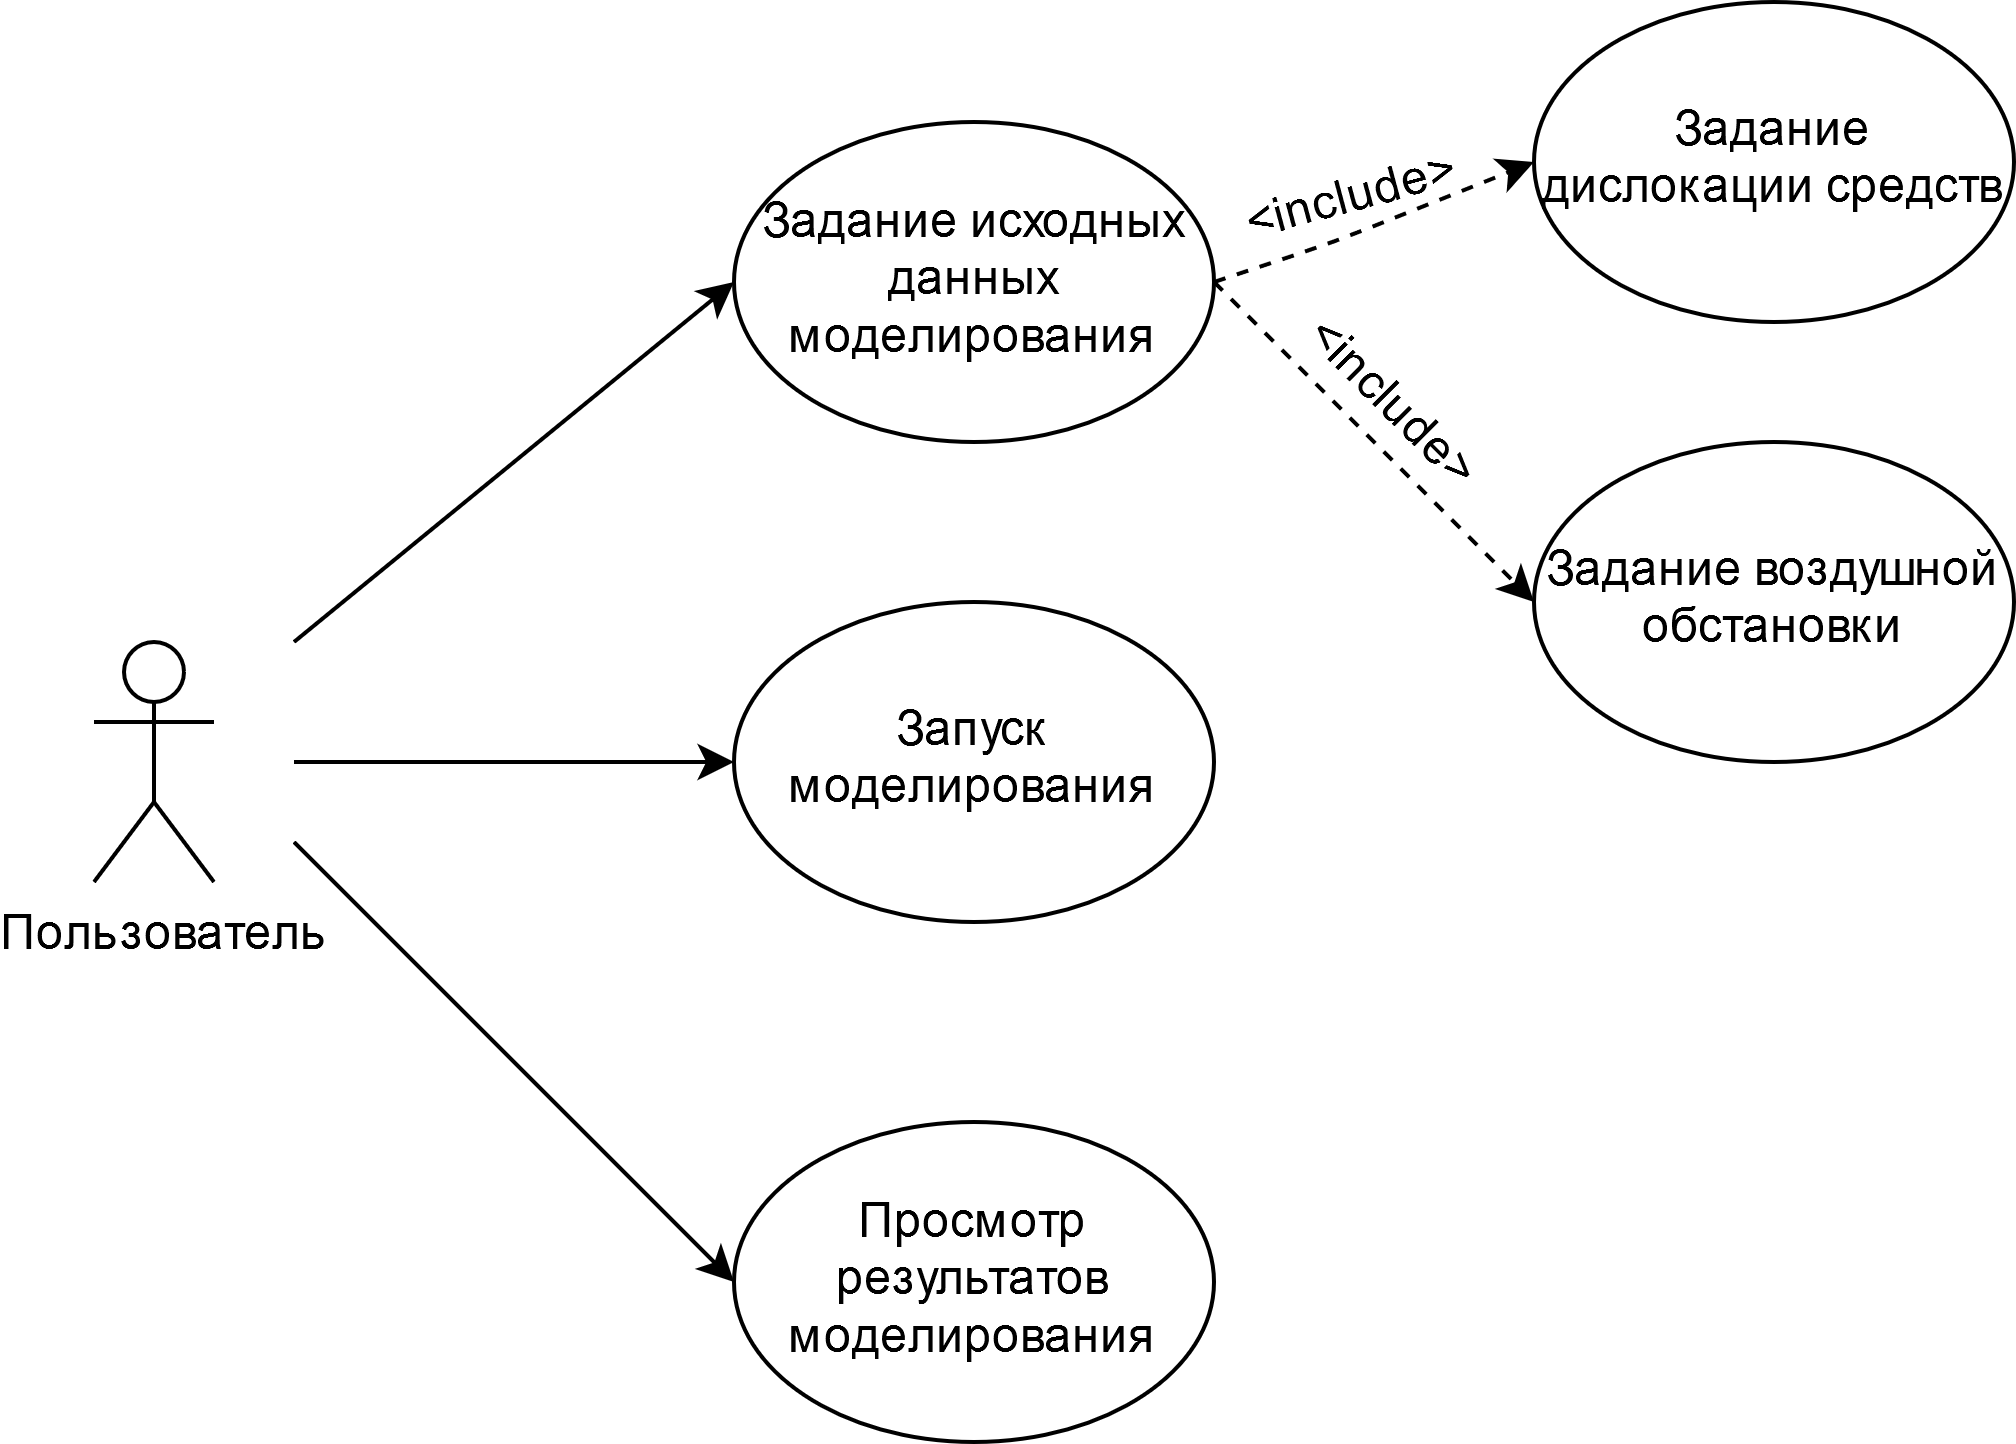 Задание
дислокации средств
<include>
Задание исходных
данных
моделирования
<include>
Задание воздушной
обстановки
Запуск
моделирования
Пользователь
Просмотр
результатов
моделирования